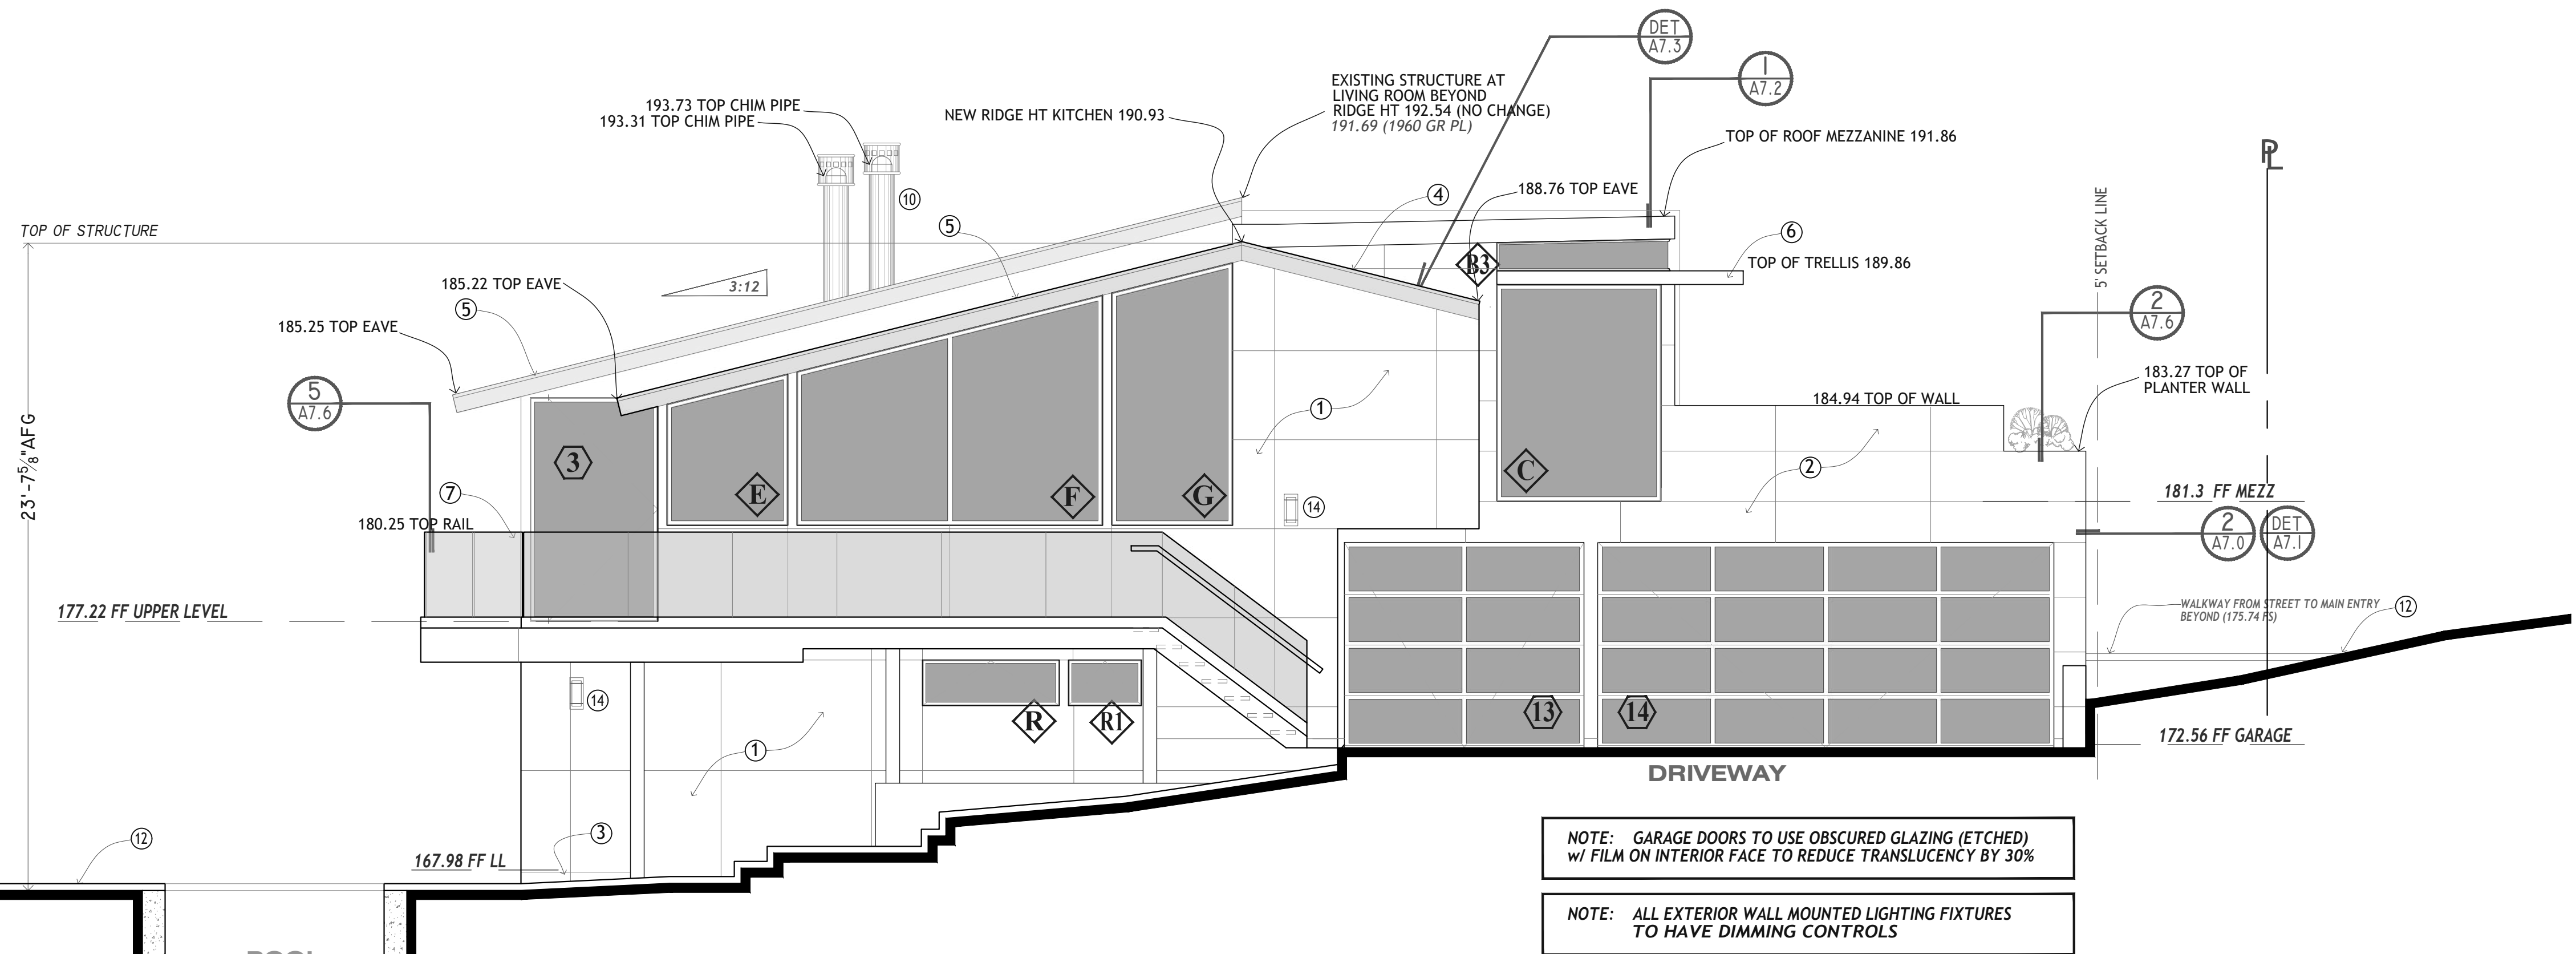 DET
A7.3
1
A7.2
EXISTING STRUCTURE AT
LIVING ROOM BEYOND
RIDGE HT 192.54 (NO CHANGE)
191.69 (1960 GR PL)
193.73 TOP CHIM PIPE
193.31 TOP CHIM PIPE
NEW RIDGE HT KITCHEN 190.93
TOP OF ROOF MEZZANINE 191.86
PL
10
4
188.76 TOP EAVE
5' SETBACK LINE
TOP OF STRUCTURE
5
6
B3
TOP OF TRELLIS 189.86
3:12
185.22 TOP EAVE
5
185.25 TOP EAVE
2
A7.6
183.27 TOP OF
PLANTER WALL
5
A7.6
184.94 TOP OF WALL
1
23'-7 5/8" AFG
3
E
F
G
C
2
7
14
181.3 FF MEZZ
180.25 TOP RAIL
2
A7.0
DET
A7.1
177.22 FF UPPER LEVEL
WALKWAY FROM STREET TO MAIN ENTRY
BEYOND (175.74 FS)
12
14
R
R1
13
14
1
172.56 FF GARAGE
DRIVEWAY
12
3
167.98 FF LL
NOTE: GARAGE DOORS TO USE OBSCURED GLAZING (ETCHED)
w/ FILM ON INTERIOR FACE TO REDUCE TRANSLUCENCY BY 30%
NOTE: ALL EXTERIOR WALL MOUNTED LIGHTING FIXTURES
TO HAVE DIMMING CONTROLS
POOL